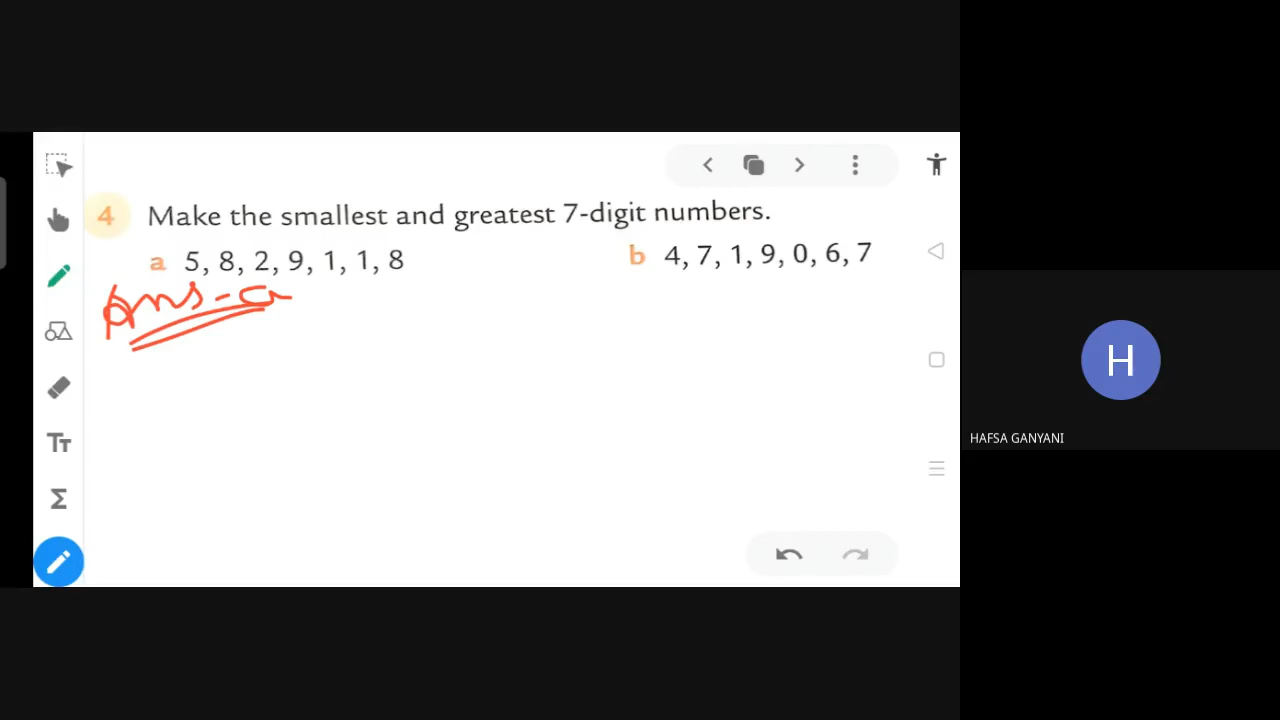 4 Make the smallest and greatest 7-digit numbers.
a 5, 8, 2, 9, 1, 1, 8
b 4, 7, 1, 9, 0, 6, 7
Ans - a
TT
Σ
H
HAFSA GANYANI